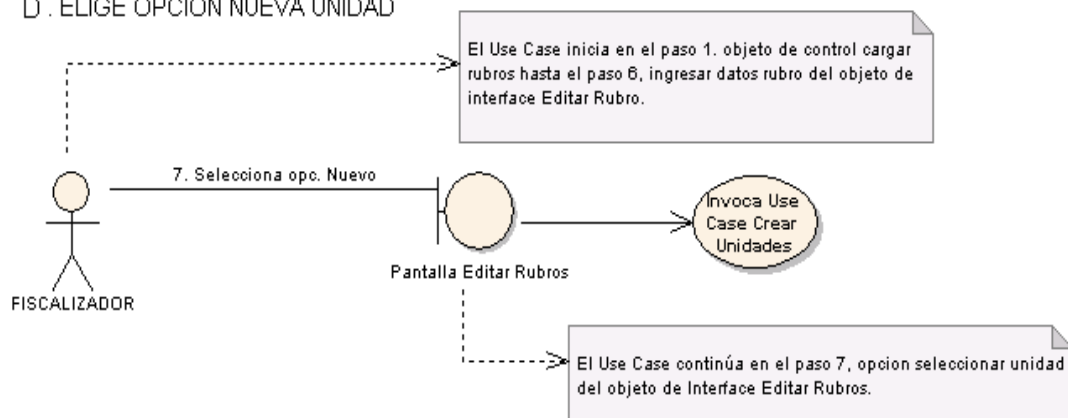 D . ELIGE OPCION NUEVA UNIDAD
El Use Case inicia en el paso 1. objeto de control cargar
rubros hasta el paso 6, ingresar datos rubro del objeto de
interface Editar Rubro.
7. Selecciona opc. Nuevo
Invoca Use
Case Crear
Unidades
Pantalla Editar Rubros
FISCALIZADOR
El Use Case continúa en el paso 7, opcion seleccionar unidad
del objeto de Interface Editar Rubros.